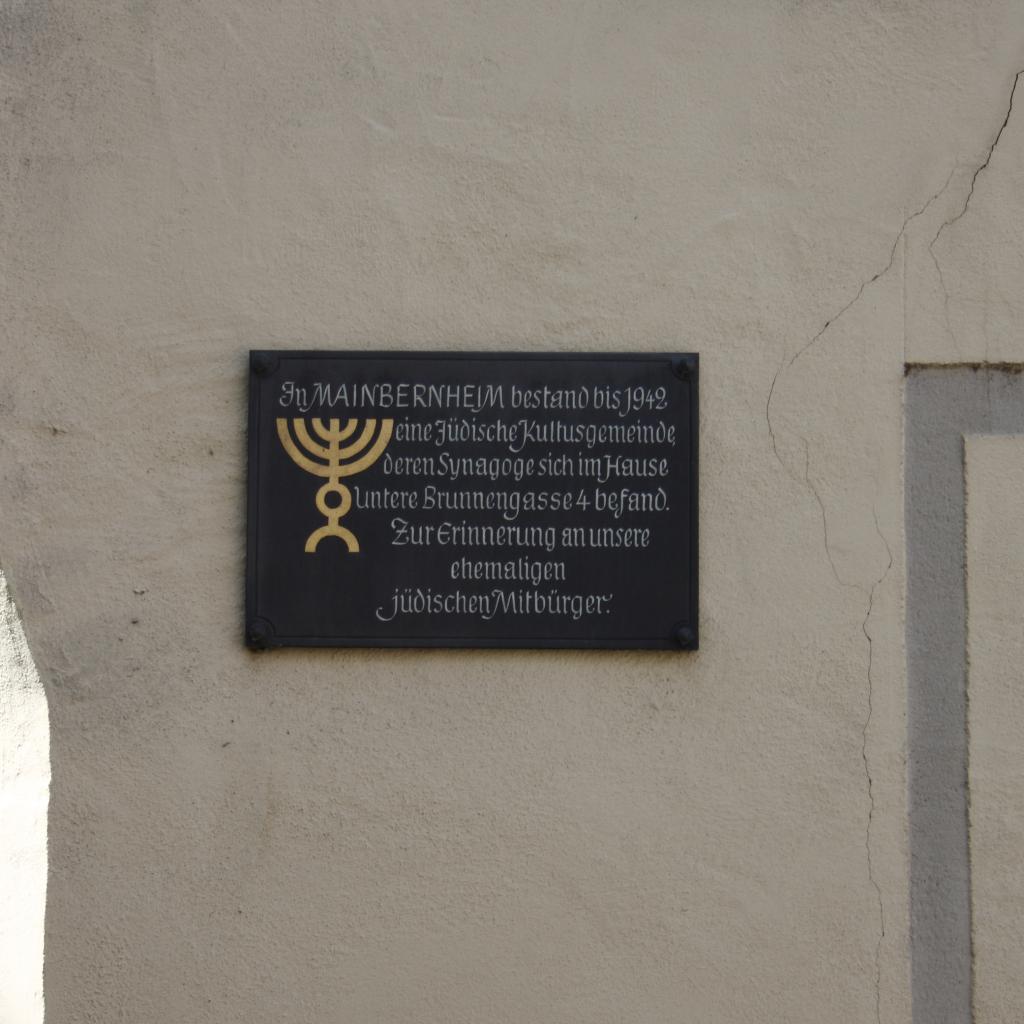 In MAINBERNHEIM bestand bis 1942
eine Jüdische Kultusgemeinde,
deren Synagoge sich im Hause
Untere Brunnengasse 4 befand.
Zur Erinnerung an unsere
ehemaligen
jüdischen Mitbürger.